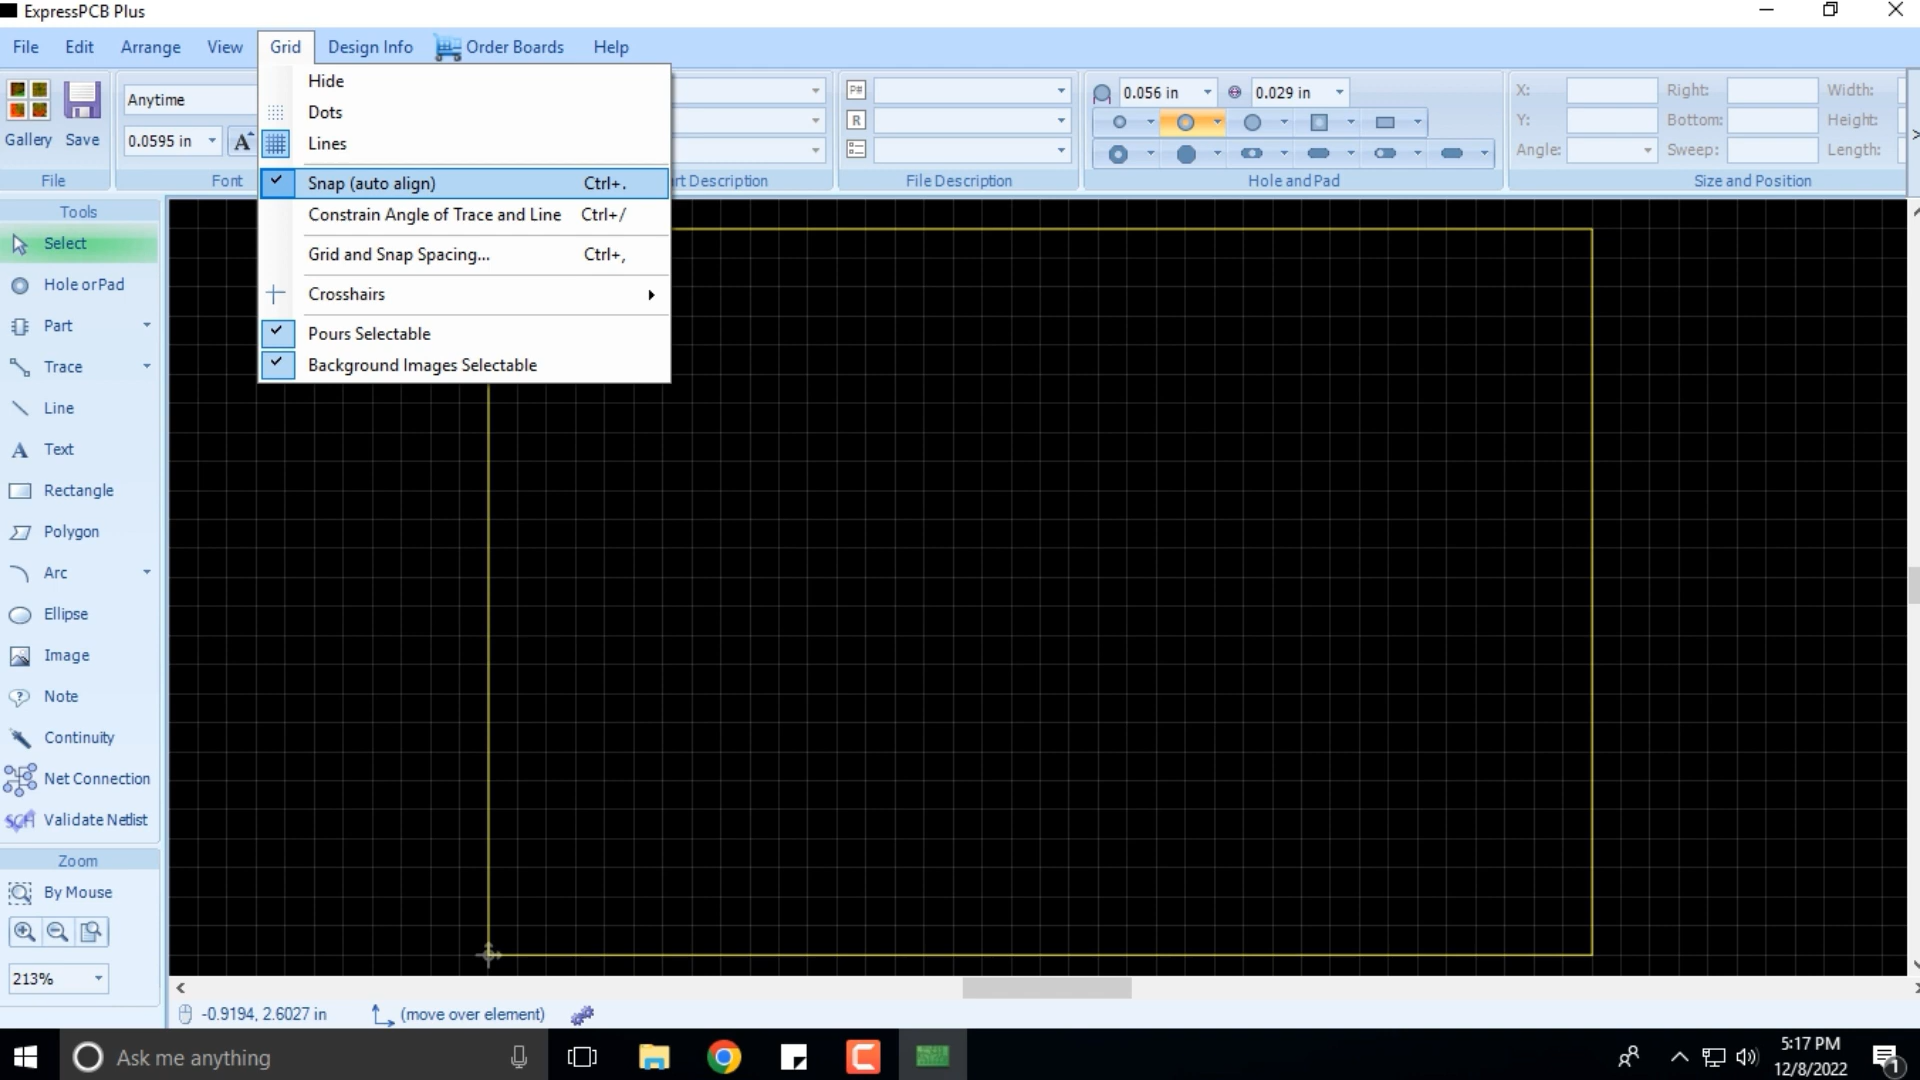 ExpressPCB Plus
File Edit Arrange View Grid Design Info Order Boards Help
Gallery Save
File
Anytime
0.0595 in A
Font
Hide
Dots
Lines
Snap (auto align) Ctrl+.
Constrain Angle of Trace and Line Ctrl+/
Grid and Snap Spacing... Ctrl+,
Crosshairs
Pours Selectable
Background Images Selectable
rt Description
P#
R
File Description
0.056 in 0.029 in
Hole and Pad
X: Right: Width:
Y: Bottom: Height:
Angle: Sweep: Length:
Size and Position
Tools
Select
Hole or Pad
Part
Trace
Line
Text
Rectangle
Polygon
Arc
Ellipse
Image
Note
Continuity
Net Connection
Validate Netlist
Zoom
By Mouse
213%
-0.9194, 2.6027 in (move over element)
Ask me anything
5:17 PM
12/8/2022
1